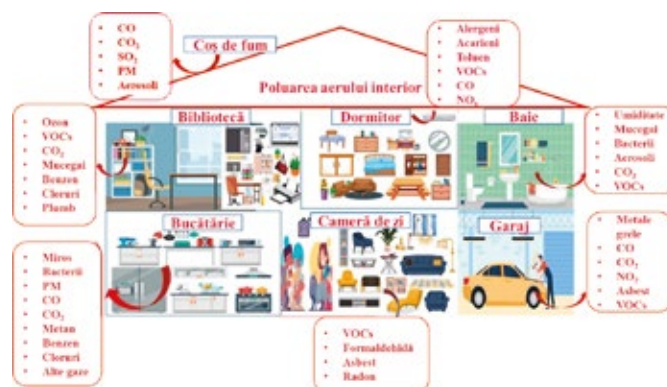 • CO
• CO₂
• SO₂
• PM
• Aerosoli
Coș de fum
• Alergeni
• Acarieni
• Toluen
• VOCs
• CO
• NOₓ
Poluarea aerului interior
• Ozon
• VOCs
• CO₂
• Mucegai
• Benzen
• Cloruri
• Plumb
Bibliotecă
Dormitor
Baie
• Umiditate
• Mucegai
• Bacterii
• Aerosoli
• CO₂
• VOCs
• Miros
• Bacterii
• PM
• CO
• CO₂
• Metan
• Benzen
• Cloruri
• Alte gaze
Bucătărie
Cameră de zi
Garaj
• Metale
grele
• CO
• CO₂
• NO₂
• Asbest
• VOCs
• VOCs
• Formaldehidă
• Asbest
• Radon